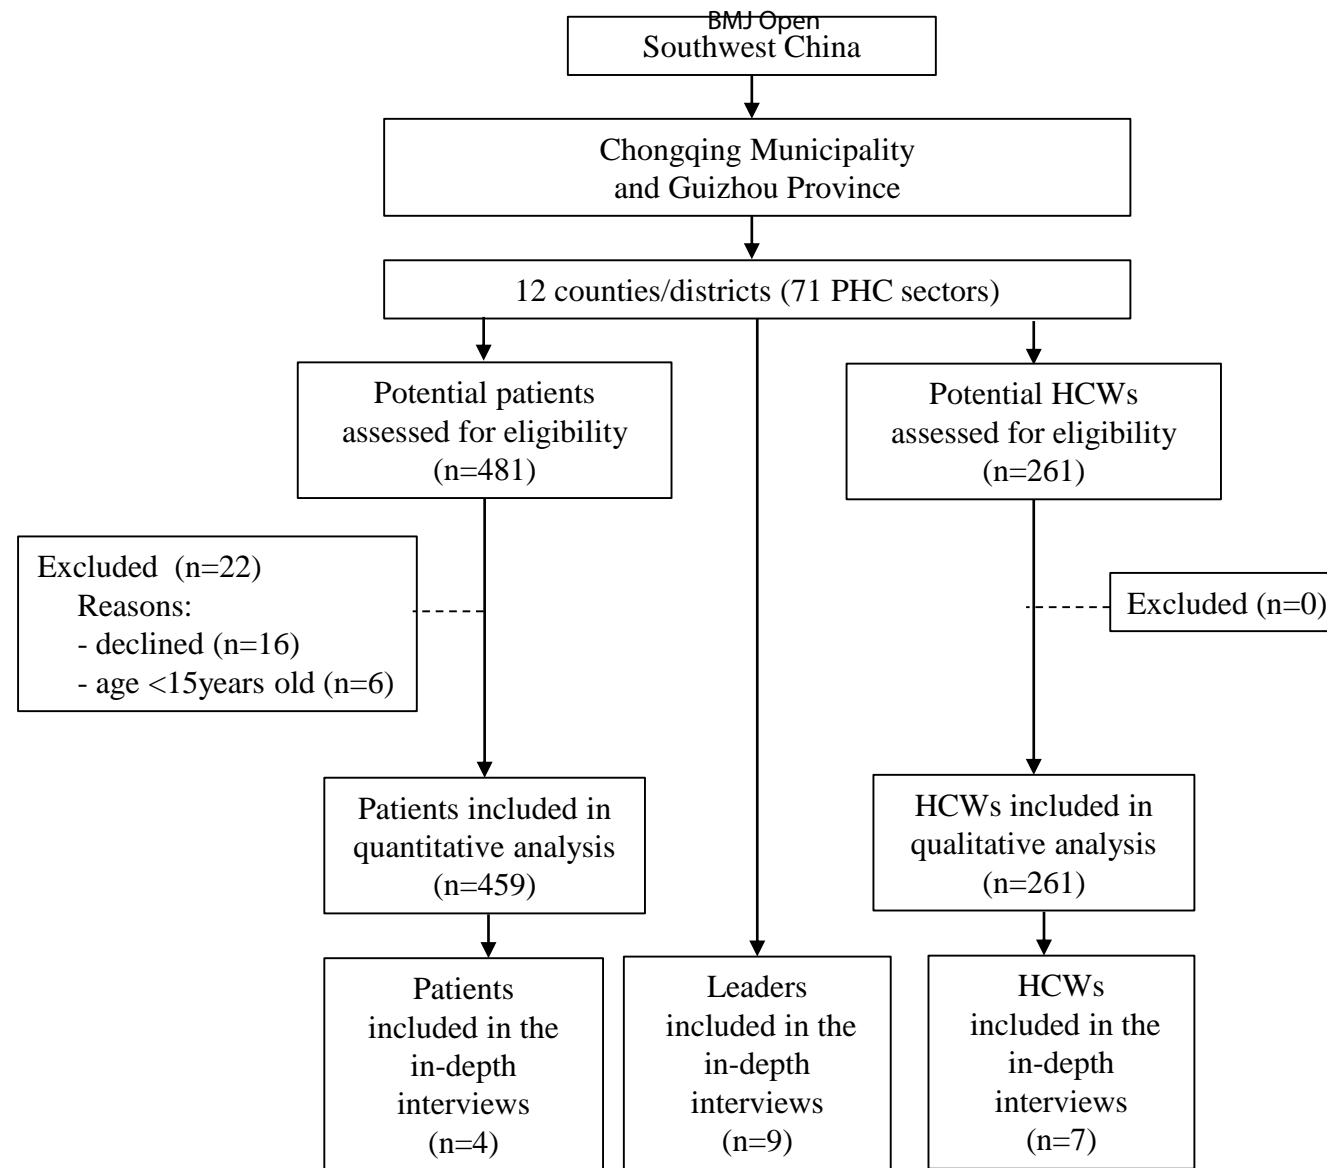 BMJ Open
Southwest China
Chongqing Municipality
and Guizhou Province
12 counties/districts (71 PHC sectors)
Potential patients
assessed for eligibility
(n=481)
Potential HCWs
assessed for eligibility
(n=261)
Excluded  (n=22)
Reasons:
- declined (n=16)
- age <15years old (n=6)
Excluded (n=0)
Patients included in
quantitative analysis
(n=459)
HCWs included in
qualitative analysis
(n=261)
Patients
included in the
in-depth
interviews
(n=4)
Leaders
included in the
in-depth
interviews
(n=9)
HCWs
included in the
in-depth
interviews
(n=7)